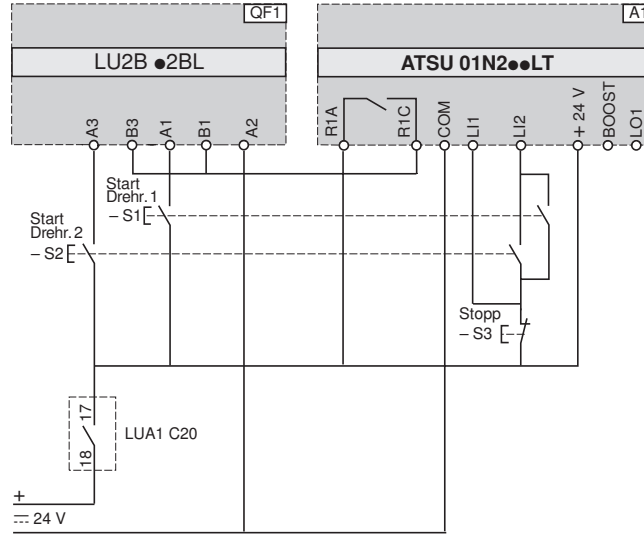 QF1
A1
LU2B ●2BL
ATSU 01N2●●LT
A3
B3
A1
B1
A2
R1A
R1C
COM
LI1
LI2
+ 24 V
BOOST
LO1
Start
Drehr. 1
– S1
Start
Drehr. 2
– S2
Stopp
– S3
17
18
LUA1 C20
+
24 V